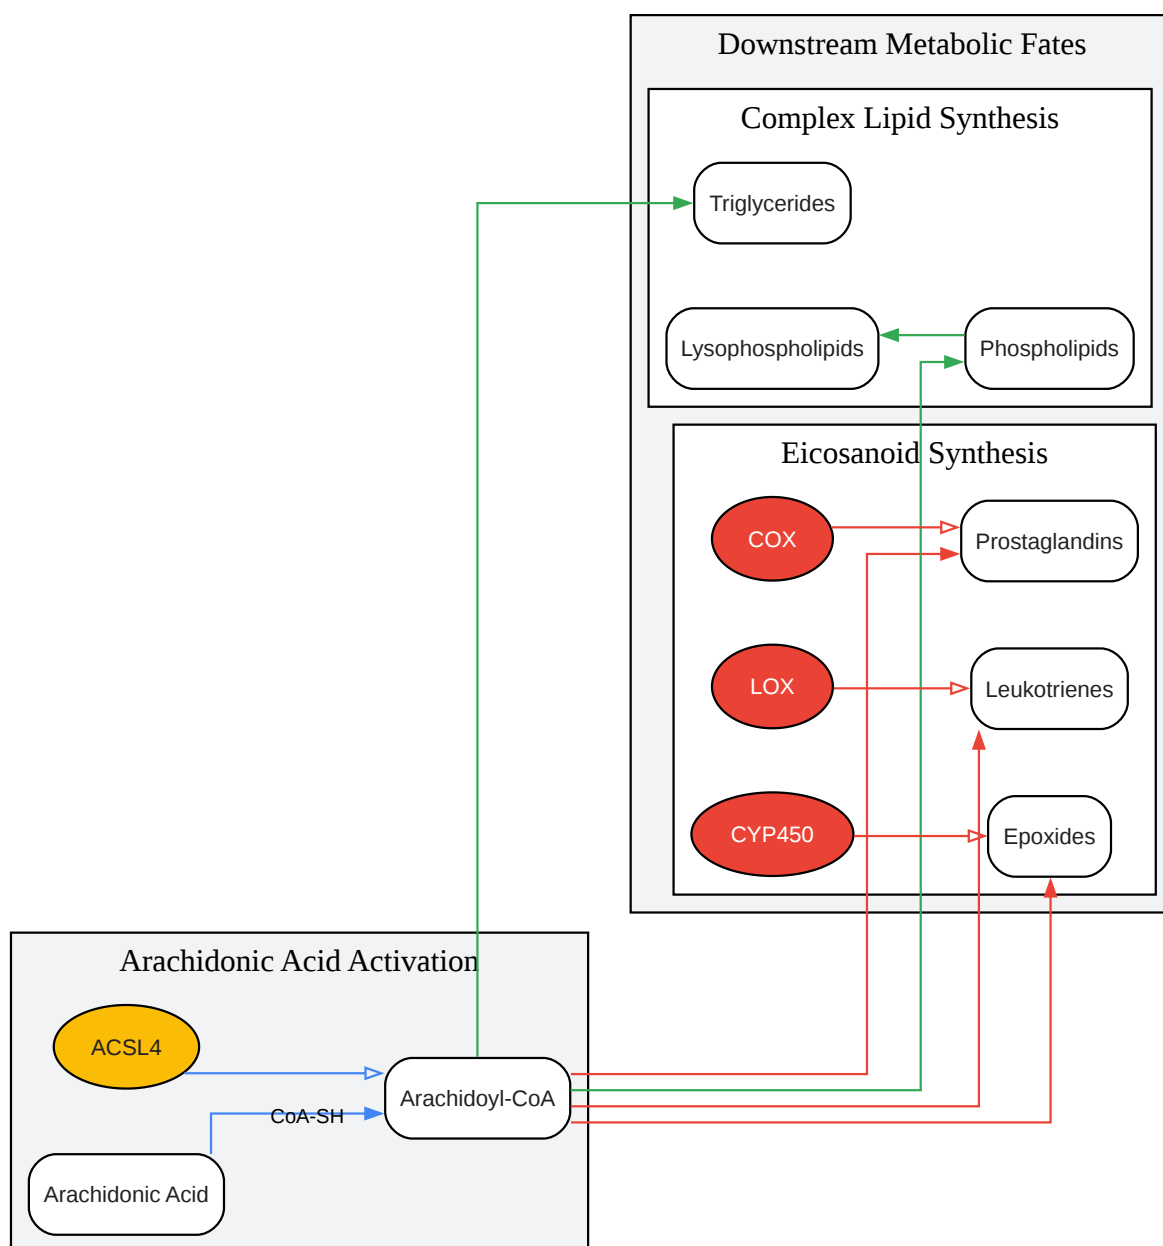 Downstream Metabolic Fates
Complex Lipid Synthesis
Triglycerides
Lysophospholipids
Phospholipids
Eicosanoid Synthesis
COX
Prostaglandins
LOX
Leukotrienes
CYP450
Epoxides
Arachidonic Acid Activation
ACSL4
Arachidoyl-CoA
CoA-SH
Arachidonic Acid